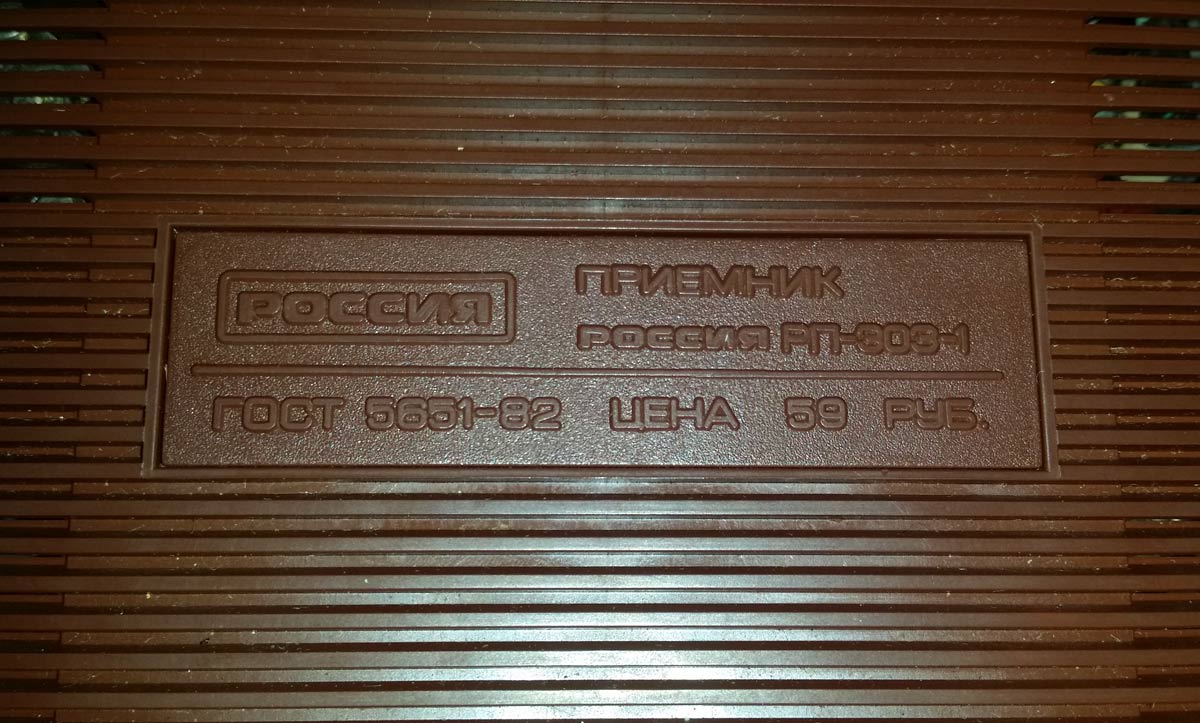 РОССИЯ
ПРИЕМНИК
РОССИЯ РП-303-1
ГОСТ 5651-82 ЦЕНА 59 РУБ.